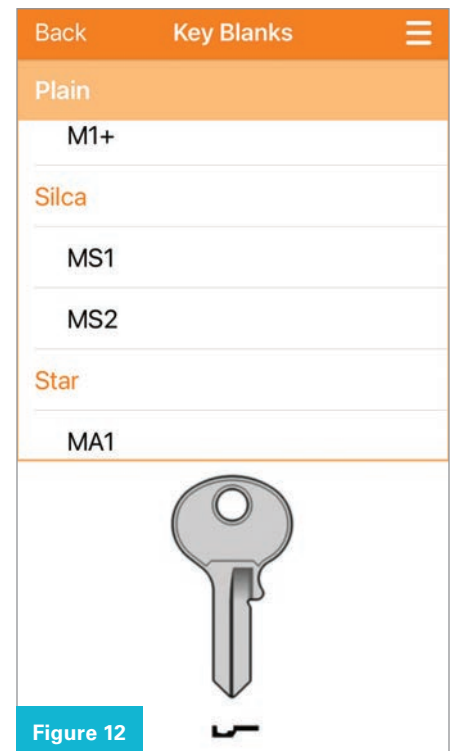 Back Key Blanks
Plain
M1+
Silca
MS1
MS2
Star
MA1
Figure 12